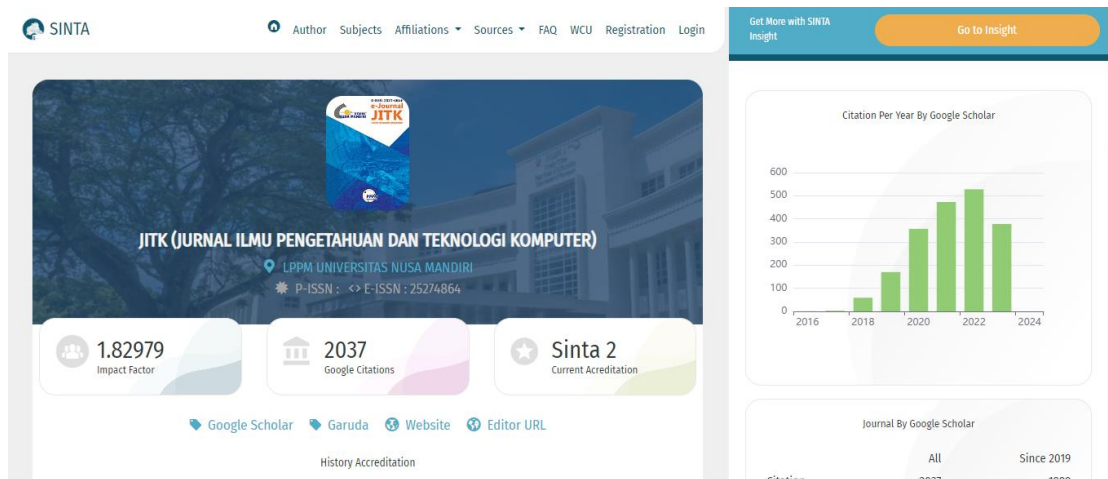 SINTA
Author Subjects Affiliations Sources FAQ WCU Registration Login
Get More with SINTA
Insight
Go to Insight
e-Journal
JITK
JITK (JURNAL ILMU PENGETAHUAN DAN TEKNOLOGI KOMPUTER)
LPPM UNIVERSITAS NUSA MANDIRI
P-ISSN : <> E-ISSN : 25274864
1.82979
Impact Factor
2037
Google Citations
Sinta 2
Current Acreditation
Google Scholar Garuda Website Editor URL
History Accreditation
Citation Per Year By Google Scholar
600
500
400
300
200
100
0
2016 2018 2020 2022 2024
Journal By Google Scholar
All Since 2019